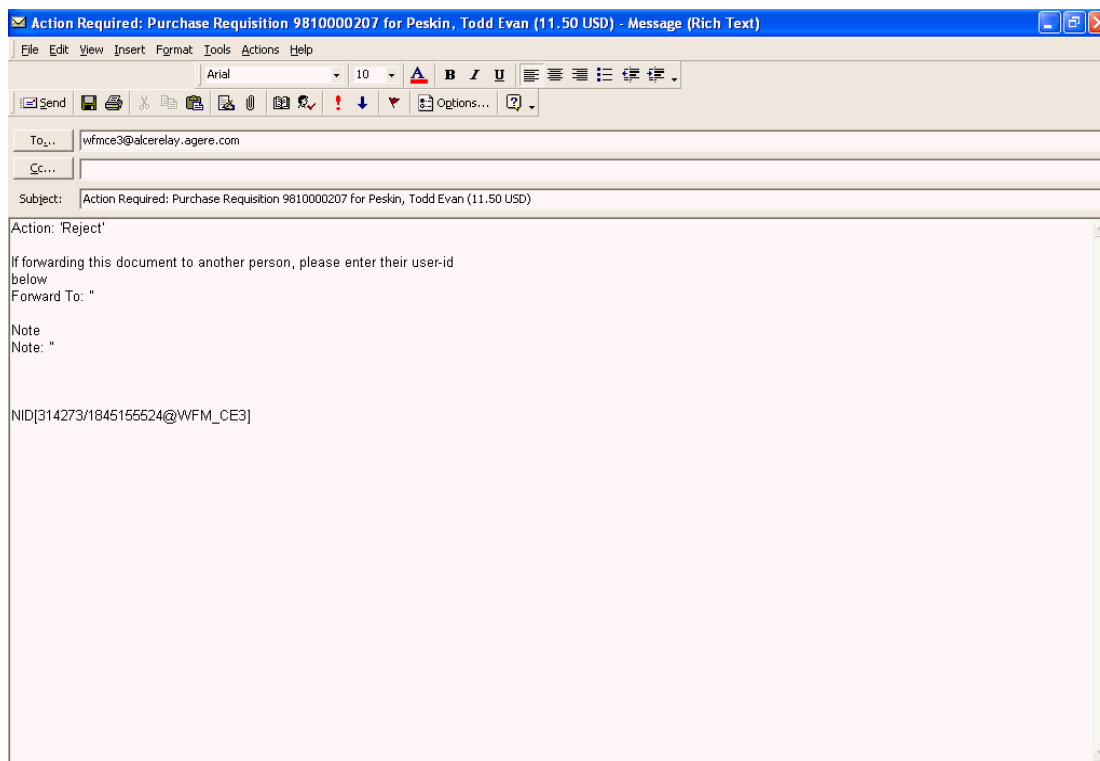 Action Required: Purchase Requisition 9810000207 for Peskin, Todd Evan (11.50 USD) - Message (Rich Text)
File Edit View Insert Format Tools Actions Help
Arial 10 A B I U
Send Options...
To... wfmce3@alcerelay.agere.com
Cc...
Subject: Action Required: Purchase Requisition 9810000207 for Peskin, Todd Evan (11.50 USD)
Action: 'Reject'
If forwarding this document to another person, please enter their user-id
below
Forward To: ''
Note
Note: ''
NID[314273/1845155524@WFM_CE3]